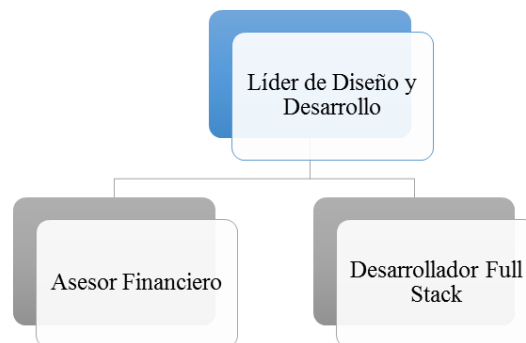 Líder de Diseño y
Desarrollo
Asesor Financiero
Desarrollador Full
Stack